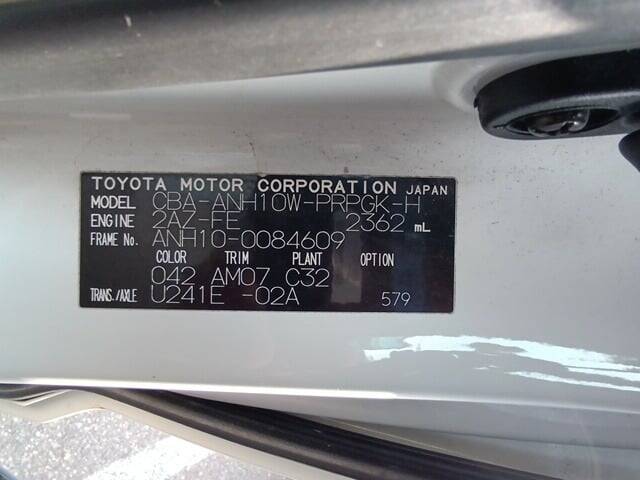 TOYOTA MOTOR CORPORATION JAPAN
MODEL CBA-ANH10W-PRPGK-H
ENGINE 2AZ-FE 2362 mL
FRAME No. ANH10-0084609
COLOR TRIM PLANT OPTION
042 AM07 C32
TRANS./AXLE U241E -02A 579